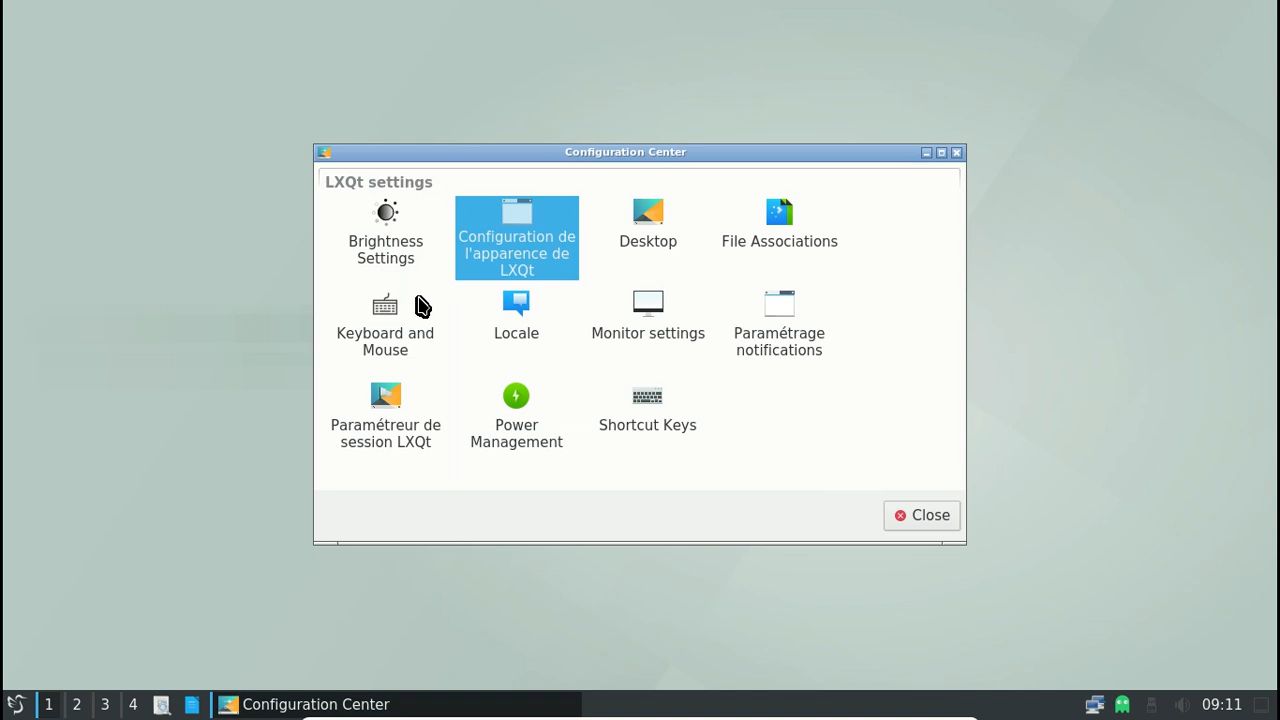 Configuration Center
LXQt settings
Brightness
Settings
Configuration de
l'apparence de
LXQt
Desktop
File Associations
Keyboard and
Mouse
Locale
Monitor settings
Paramétrage
notifications
Paramétreur de
session LXQt
Power
Management
Shortcut Keys
Close
1 2 3 4 Configuration Center 09:11